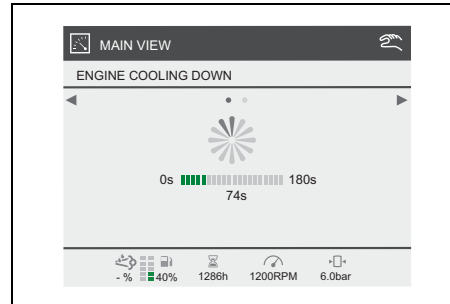 MAIN VIEW
ENGINE COOLING DOWN
0s 180s
74s
- % 40% 1286h 1200RPM 6.0bar